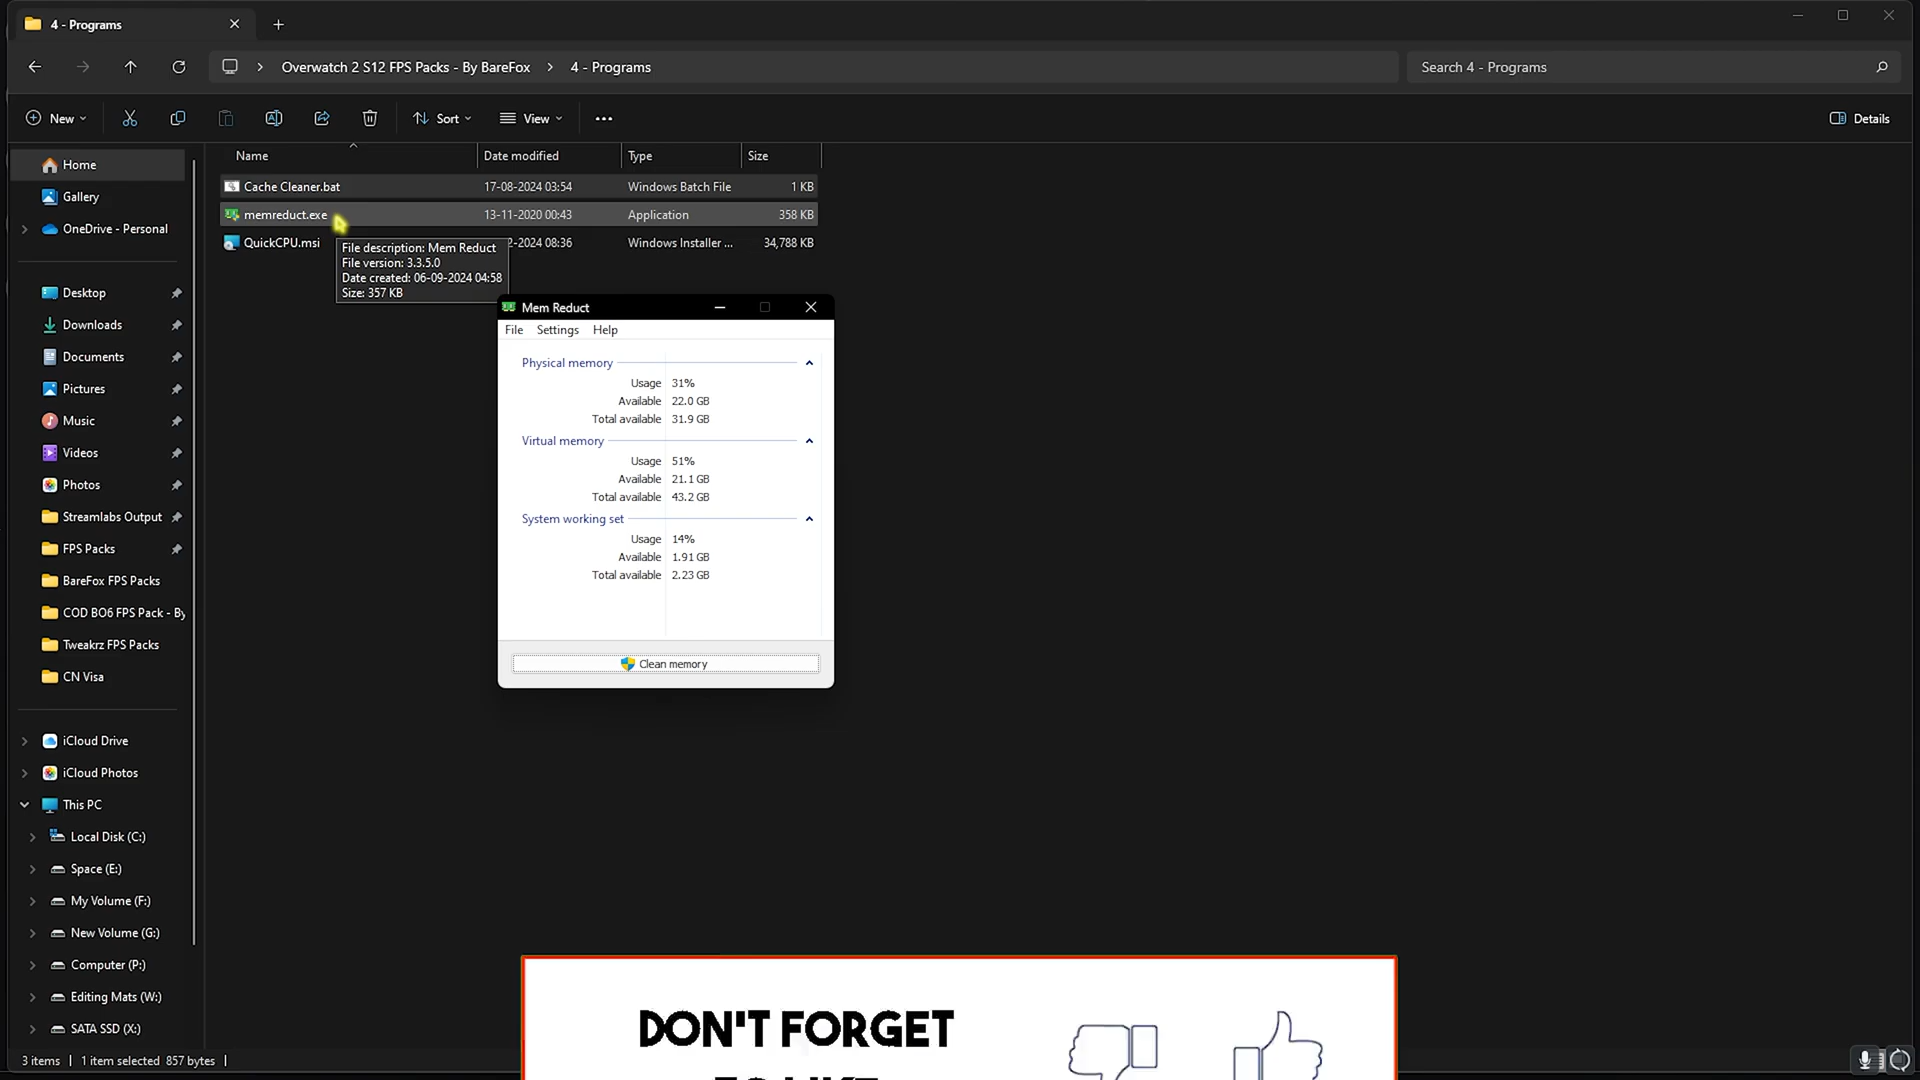 4 - Programs
Overwatch 2 S12 FPS Packs - By BareFox > 4 - Programs
Search 4 - Programs
New
Sort
View
Details
Name Date modified Type Size
Cache Cleaner.bat 17-08-2024 03:54 Windows Batch File 1 KB
memreduct.exe 13-11-2020 00:43 Application 358 KB
QuickCPU.msi 2-2024 08:36 Windows Installer ... 34,788 KB
File description: Mem Reduct
File version: 3.3.5.0
Date created: 06-09-2024 04:58
Size: 357 KB
Home
Gallery
OneDrive - Personal
Desktop
Downloads
Documents
Pictures
Music
Videos
Photos
Streamlabs Output
FPS Packs
BareFox FPS Packs
COD BO6 FPS Pack - By
Tweakrz FPS Packs
CN Visa
iCloud Drive
iCloud Photos
This PC
Local Disk (C:)
Space (E:)
My Volume (F:)
New Volume (G:)
Computer (P:)
Editing Mats (W:)
SATA SSD (X:)
Mem Reduct
File Settings Help
Physical memory
Usage 31%
Available 22.0 GB
Total available 31.9 GB
Virtual memory
Usage 51%
Available 21.1 GB
Total available 43.2 GB
System working set
Usage 14%
Available 1.91 GB
Total available 2.23 GB
Clean memory
DON'T FORGET
TO LIKE
3 items | 1 item selected 857 bytes |